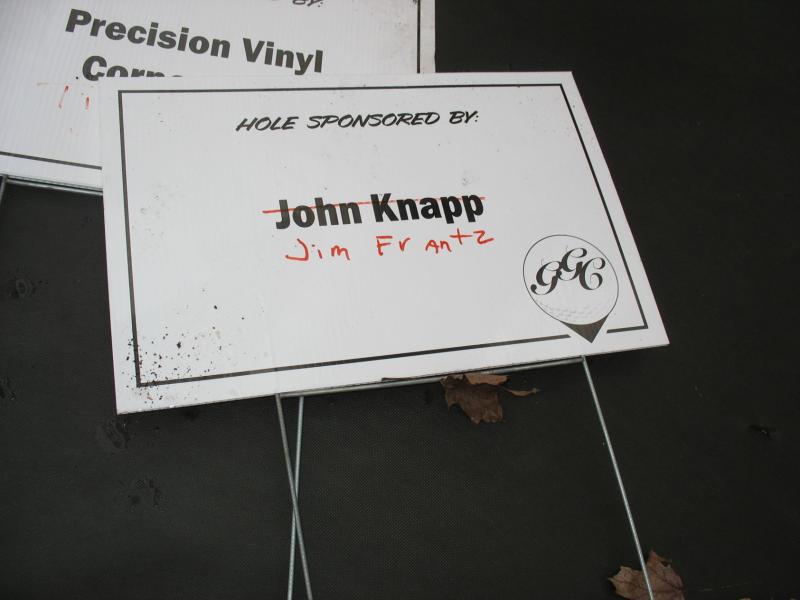 Precision Vinyl
HOLE SPONSORED BY:
John Knapp
Jim Frantz
GGC